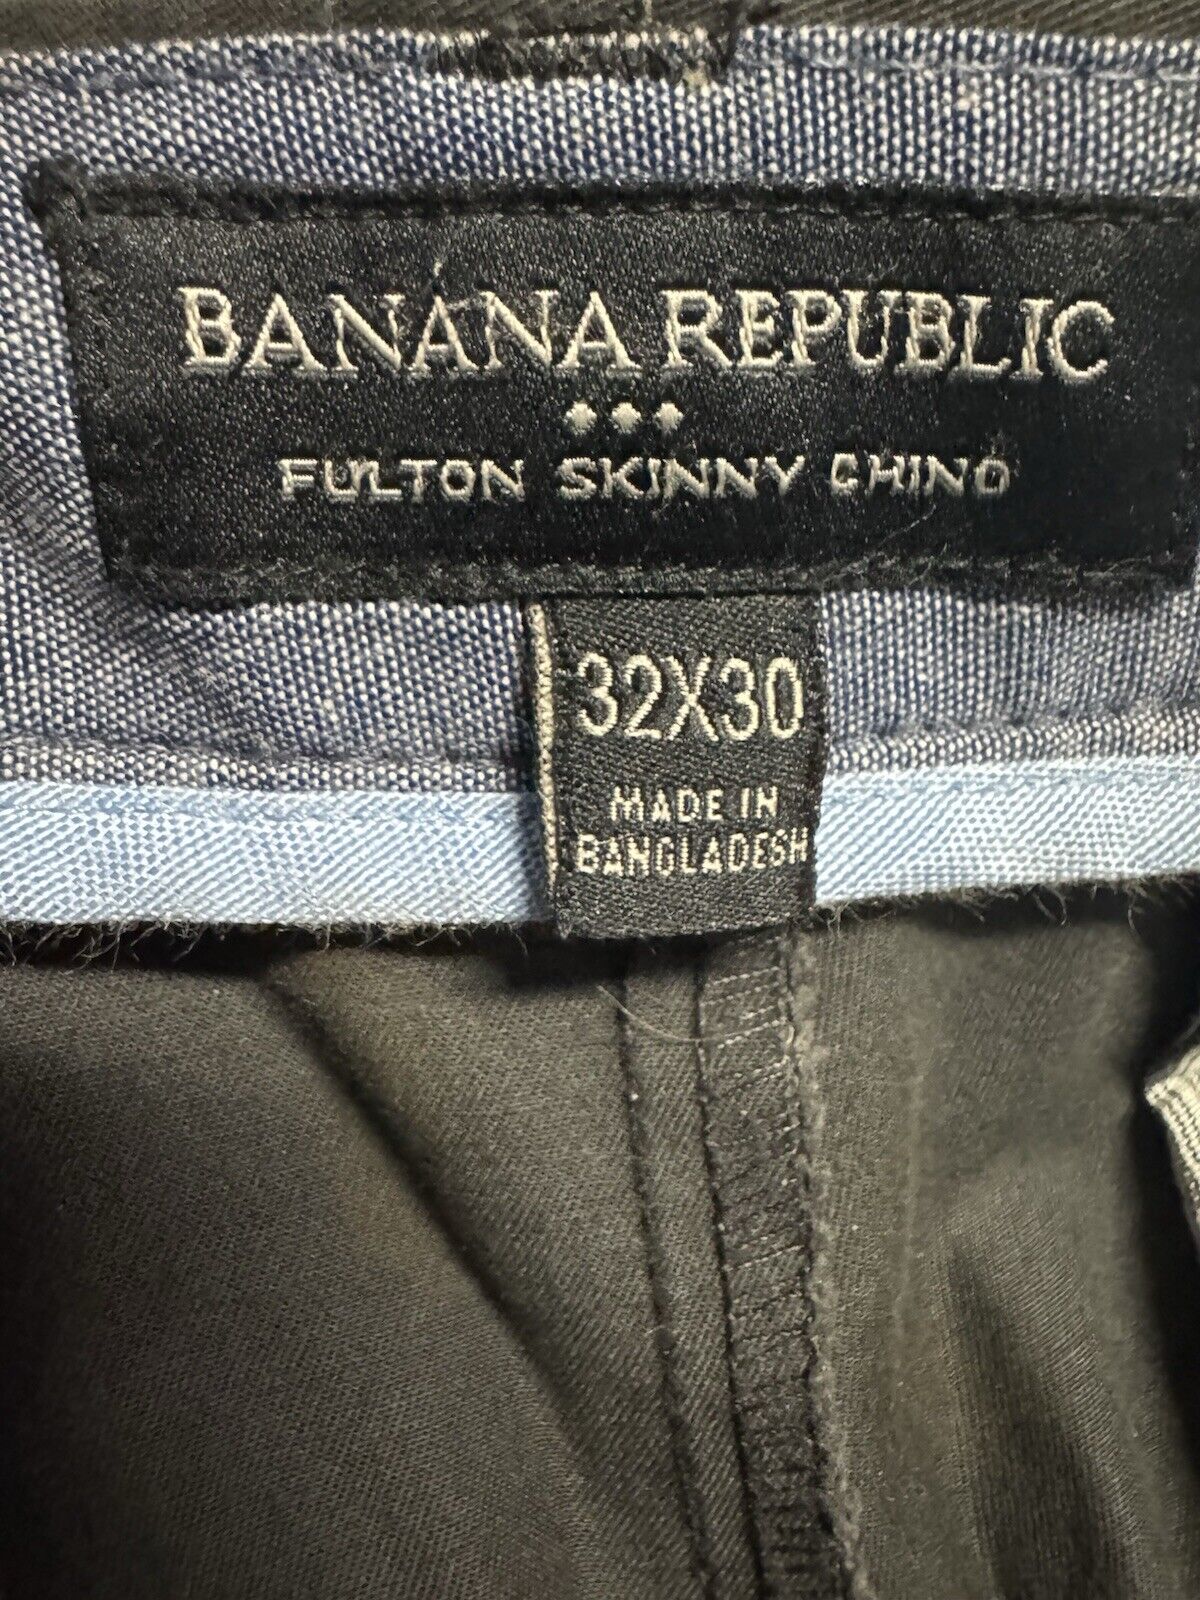 BANANA REPUBLIC
FULTON SKINNY CHINO
32X30
MADE IN
BANGLADESH